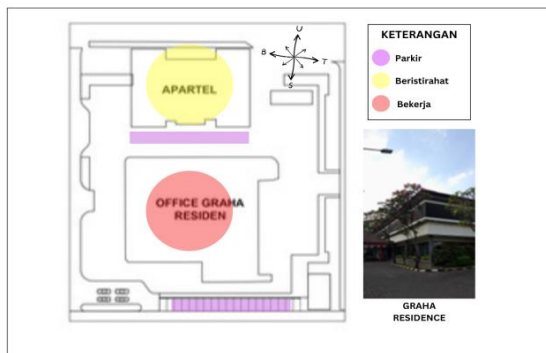 U
B
T
S
APARTEL
OFFICE GRAHA
RESIDEN
KETERANGAN
Parkir
Beristirahat
Bekerja
GRAHA
RESIDENCE